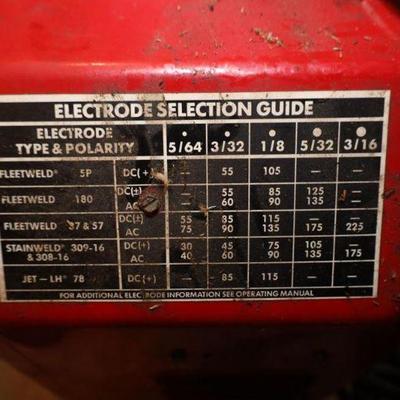 ELECTRODE SELECTION GUIDE
ELECTRODE TYPE & POLARITY 5/64 3/32 1/8 5/32 3/16
FLEETWELD® 5P DC(+) — 55 105 — —
FLEETWELD 180 DC(±) — 55 85 125 —
AC — 60 90 135 —
FLEETWELD 37 & 57 DC(±) 55 85 115 — —
AC 75 90 135 175 225
STAINWELD® 309-16 DC(+) 30 45 75 105 —
& 308-16 AC 40 60 90 135 175
JET—LH® 78 DC(+) — 85 115 — —
FOR ADDITIONAL ELECTRODE INFORMATION SEE OPERATING MANUAL